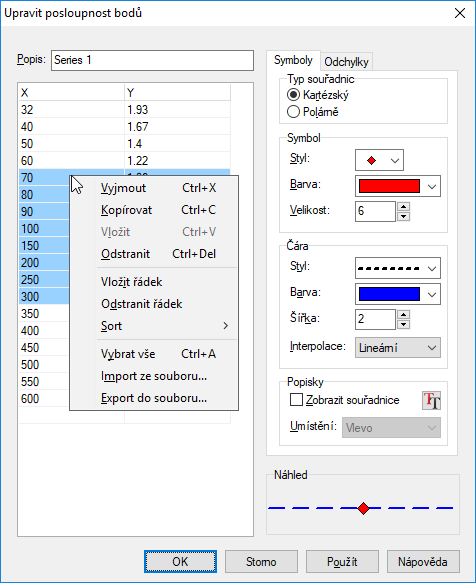 Upravit posloupnost bodů
Popis: Series 1
X Y
32 1.93
40 1.67
50 1.4
60 1.22
70
80
90
100
150
200
250
300
350
400
450
500
550
600
Vyjmout Ctrl+X
Kopírovat Ctrl+C
Vložit Ctrl+V
Odstranit Ctrl+Del
Vložit řádek
Odstranit řádek
Sort
Vybrat vše Ctrl+A
Import ze souboru...
Export do souboru...
Symboly Odchylky
Typ souřadnic
Kartézský
Polárně
Symbol
Styl:
Barva:
Velikost: 6
Čára
Styl:
Barva:
Šířka: 2
Interpolace: Lineární
Popisky
Zobrazit souřadnice
Umístění: Vlevo
Náhled
OK Storno Použít Nápověda